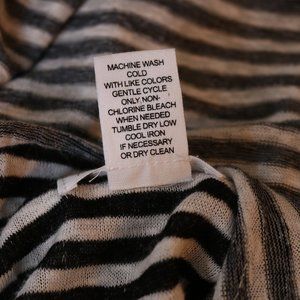 MACHINE WASH
COLD
WITH LIKE COLORS
GENTLE CYCLE
ONLY NON-
CHLORINE BLEACH
WHEN NEEDED
TUMBLE DRY LOW
COOL IRON
IF NECESSARY
OR DRY CLEAN